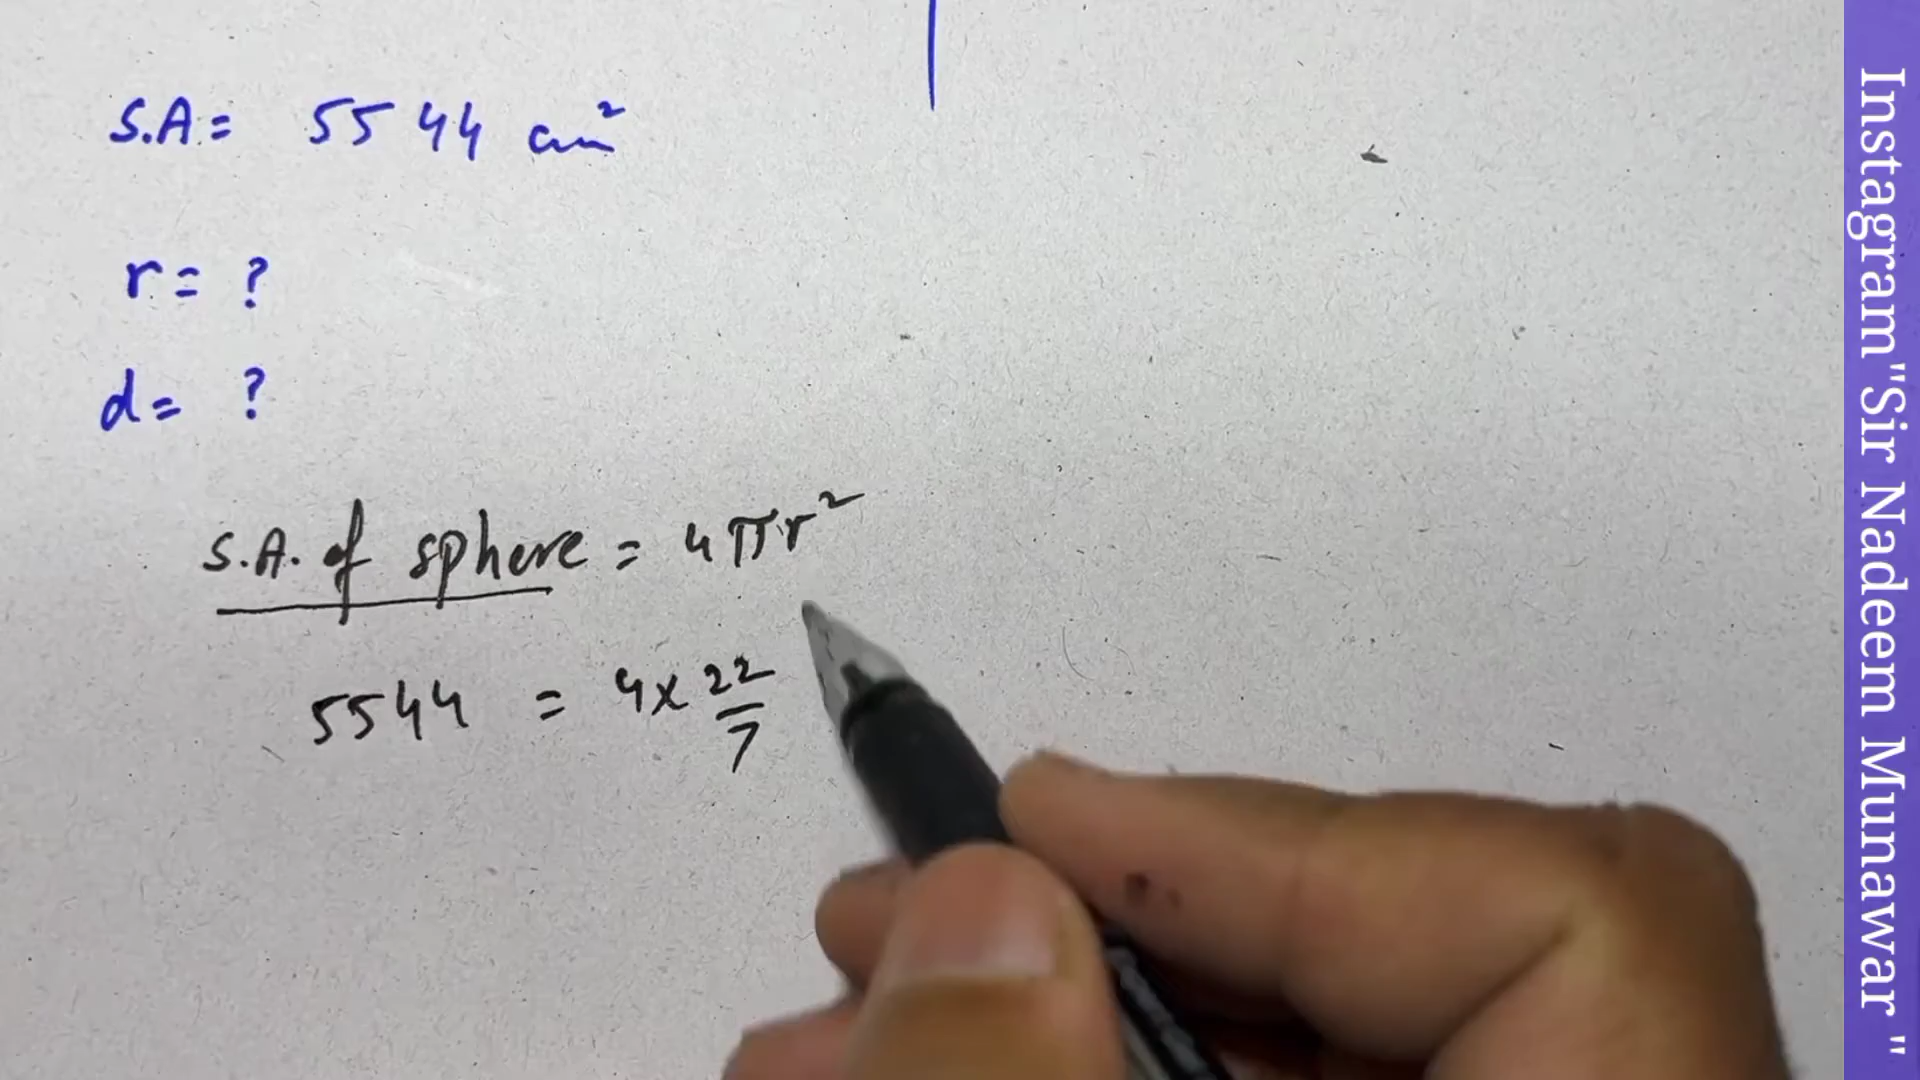 S.A = 5544 cm²
r = ?
d = ?
S.A. of sphere = 4πr²
5544 = 4 × 22/7
Instagram"Sir Nadeem Munawar"